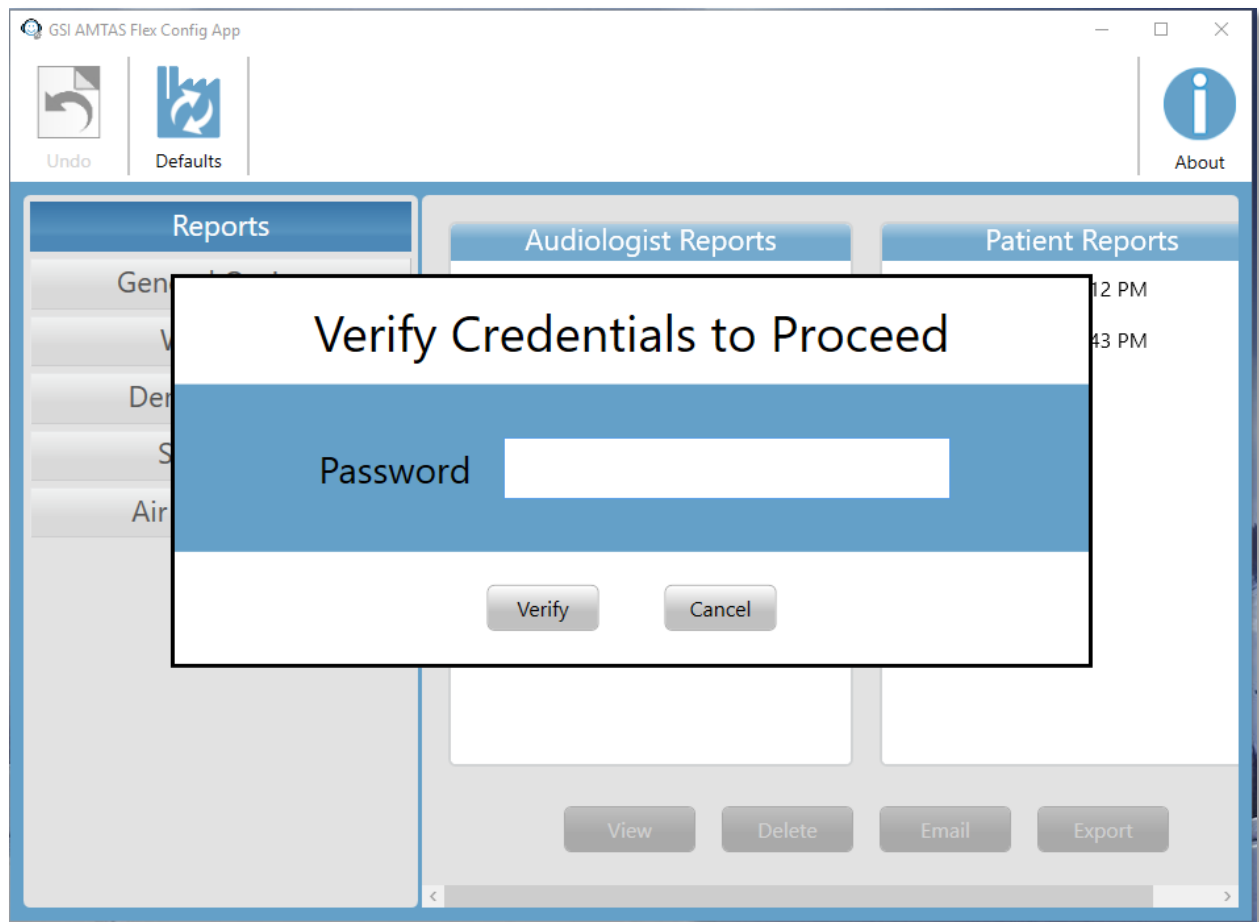 GSI AMTAS Flex Config App
Undo
Defaults
About
Reports
Audiologist Reports
Patient Reports
12 PM
43 PM
Air
Verify Credentials to Proceed
Password
Verify
Cancel
View
Delete
Email
Export